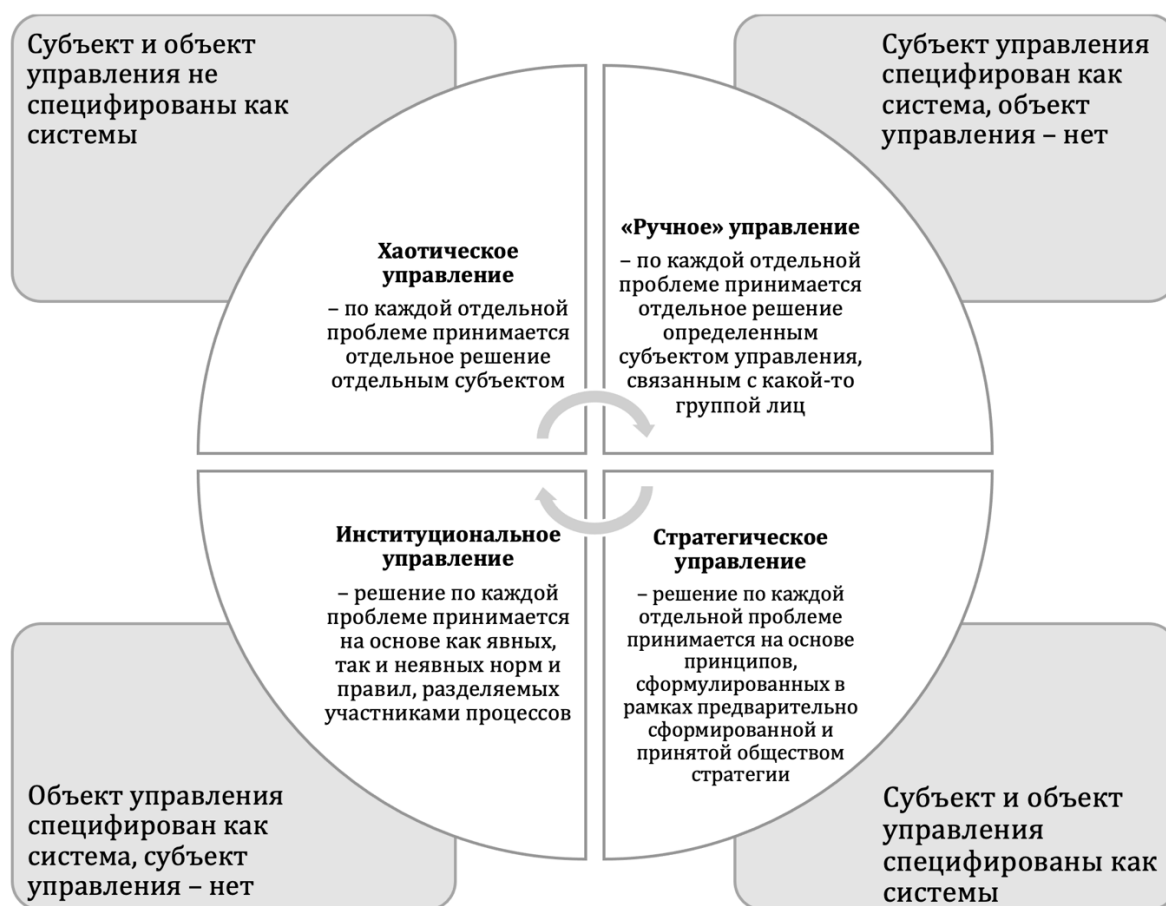 Субъект и объект
управления не
специфированы как
системы
Субъект управления
специфирован как
система, объект
управления – нет
Хаотическое
управление
– по каждой отдельной
проблеме принимается
отдельное решение
отдельным субъектом
«Ручное» управление
– по каждой отдельной
проблеме принимается
отдельное решение
определенным
субъектом управления,
связанным с какой-то
группой лиц
Институциональное
управление
– решение по каждой
проблеме принимается
на основе как явных,
так и неявных норм и
правил, разделяемых
участниками процессов
Стратегическое
управление
– решение по каждой
отдельной проблеме
принимается на основе
принципов,
сформулированных в
рамках предварительно
сформированной и
принятой обществом
стратегии
Объект управления
специфирован как
система, субъект
управления – нет
Субъект и объект
управления
специфированы как
системы